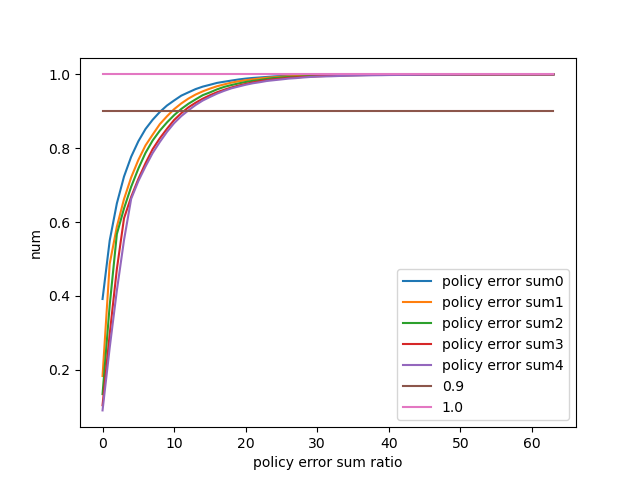 1.0
0.8
0.6
0.4
0.2
num
0
10
20
30
40
50
60
policy error sum ratio
policy error sum0
policy error sum1
policy error sum2
policy error sum3
policy error sum4
0.9
1.0